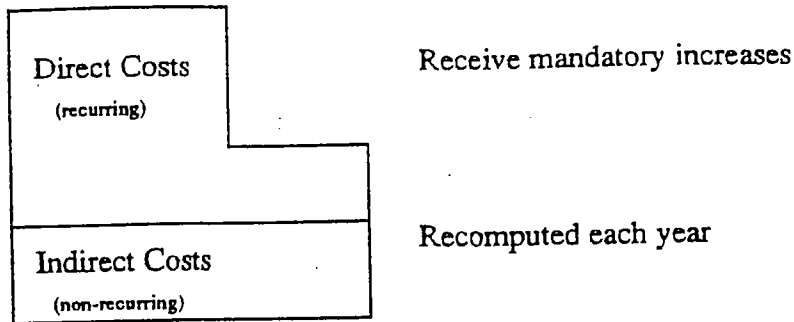 Direct Costs
(recurring)
Receive mandatory increases
Indirect Costs
(non-recurring)
Recomputed each year